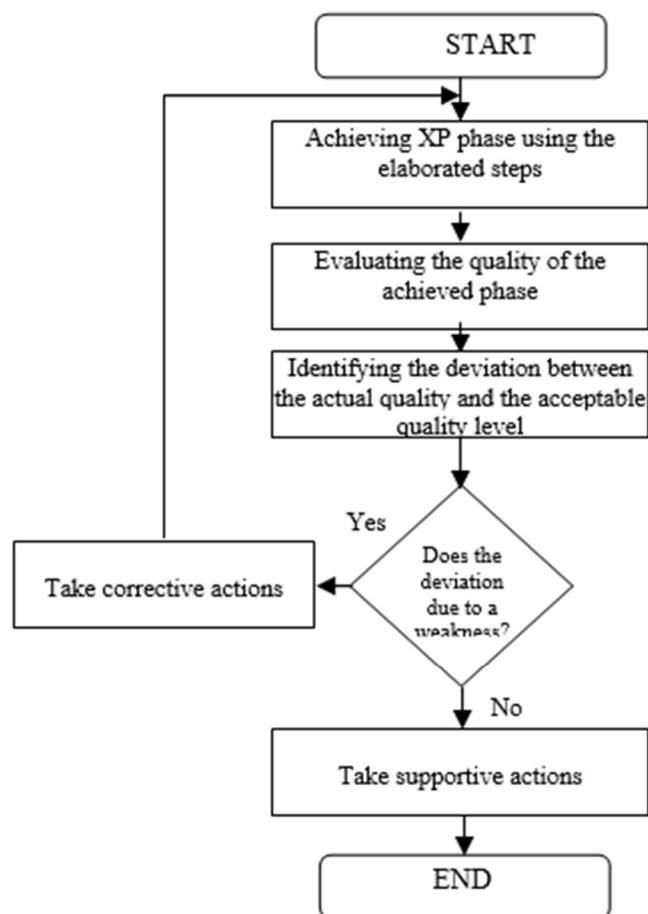 START
Achieving XP phase using the
elaborated steps
Evaluating the quality of the
achieved phase
Identifying the deviation between
the actual quality and the acceptable
quality level
Yes
Does the
deviation
due to a
weakness?
Take corrective actions
No
Take supportive actions
END